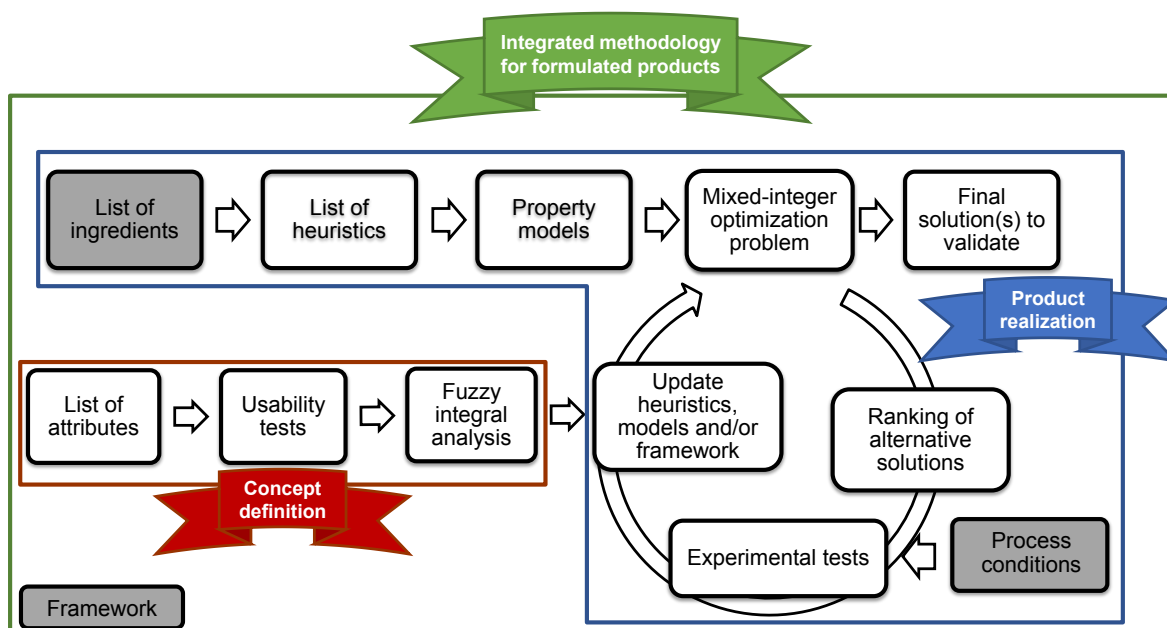 Integrated methodology
for formulated products
List of
ingredients
List of
heuristics
Property
models
Mixed-integer
optimization
problem
Final
solution(s) to
validate
Product
realization
List of
attributes
Usability
tests
Fuzzy
integral
analysis
Update
heuristics,
models and/or
framework
Ranking of
alternative
solutions
Concept
definition
Experimental tests
Process
conditions
Framework